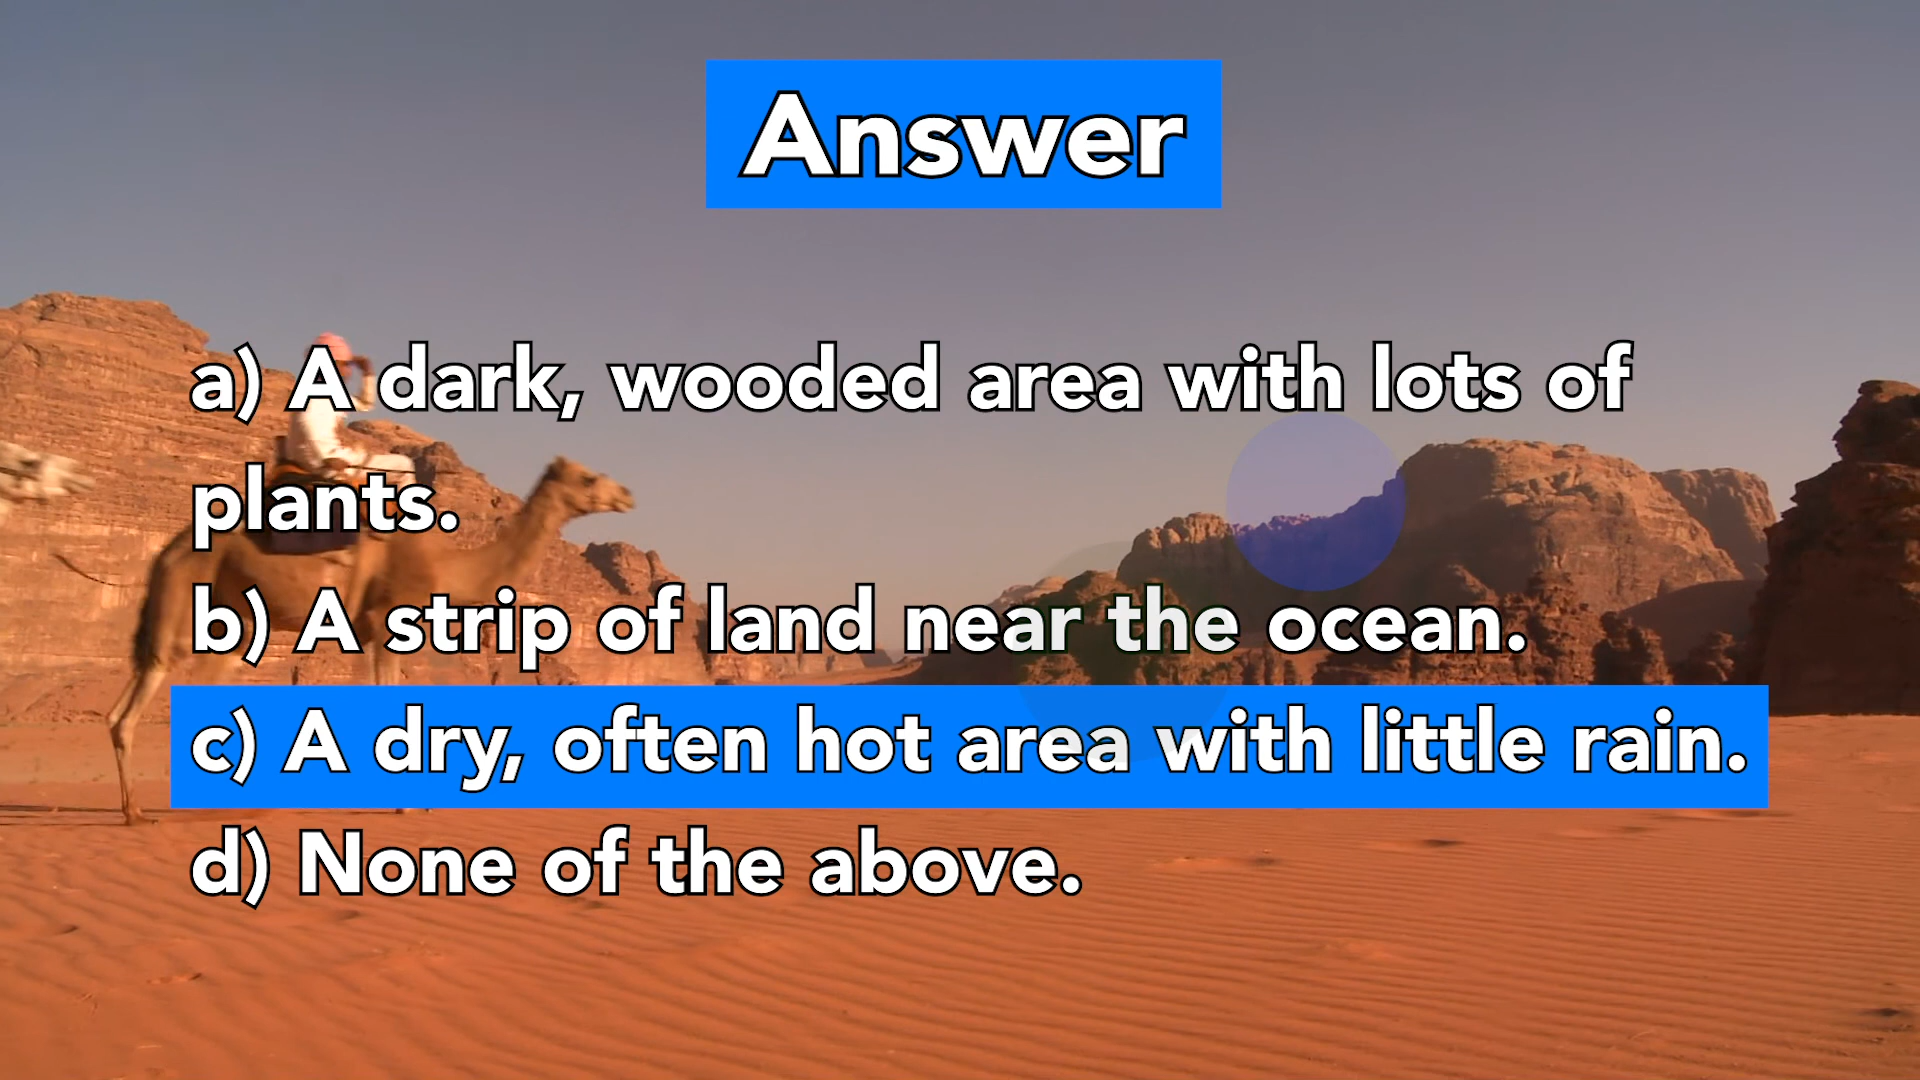 Answer
a) A dark, wooded area with lots of
plants.
b) A strip of land near the ocean.
c) A dry, often hot area with little rain.
d) None of the above.